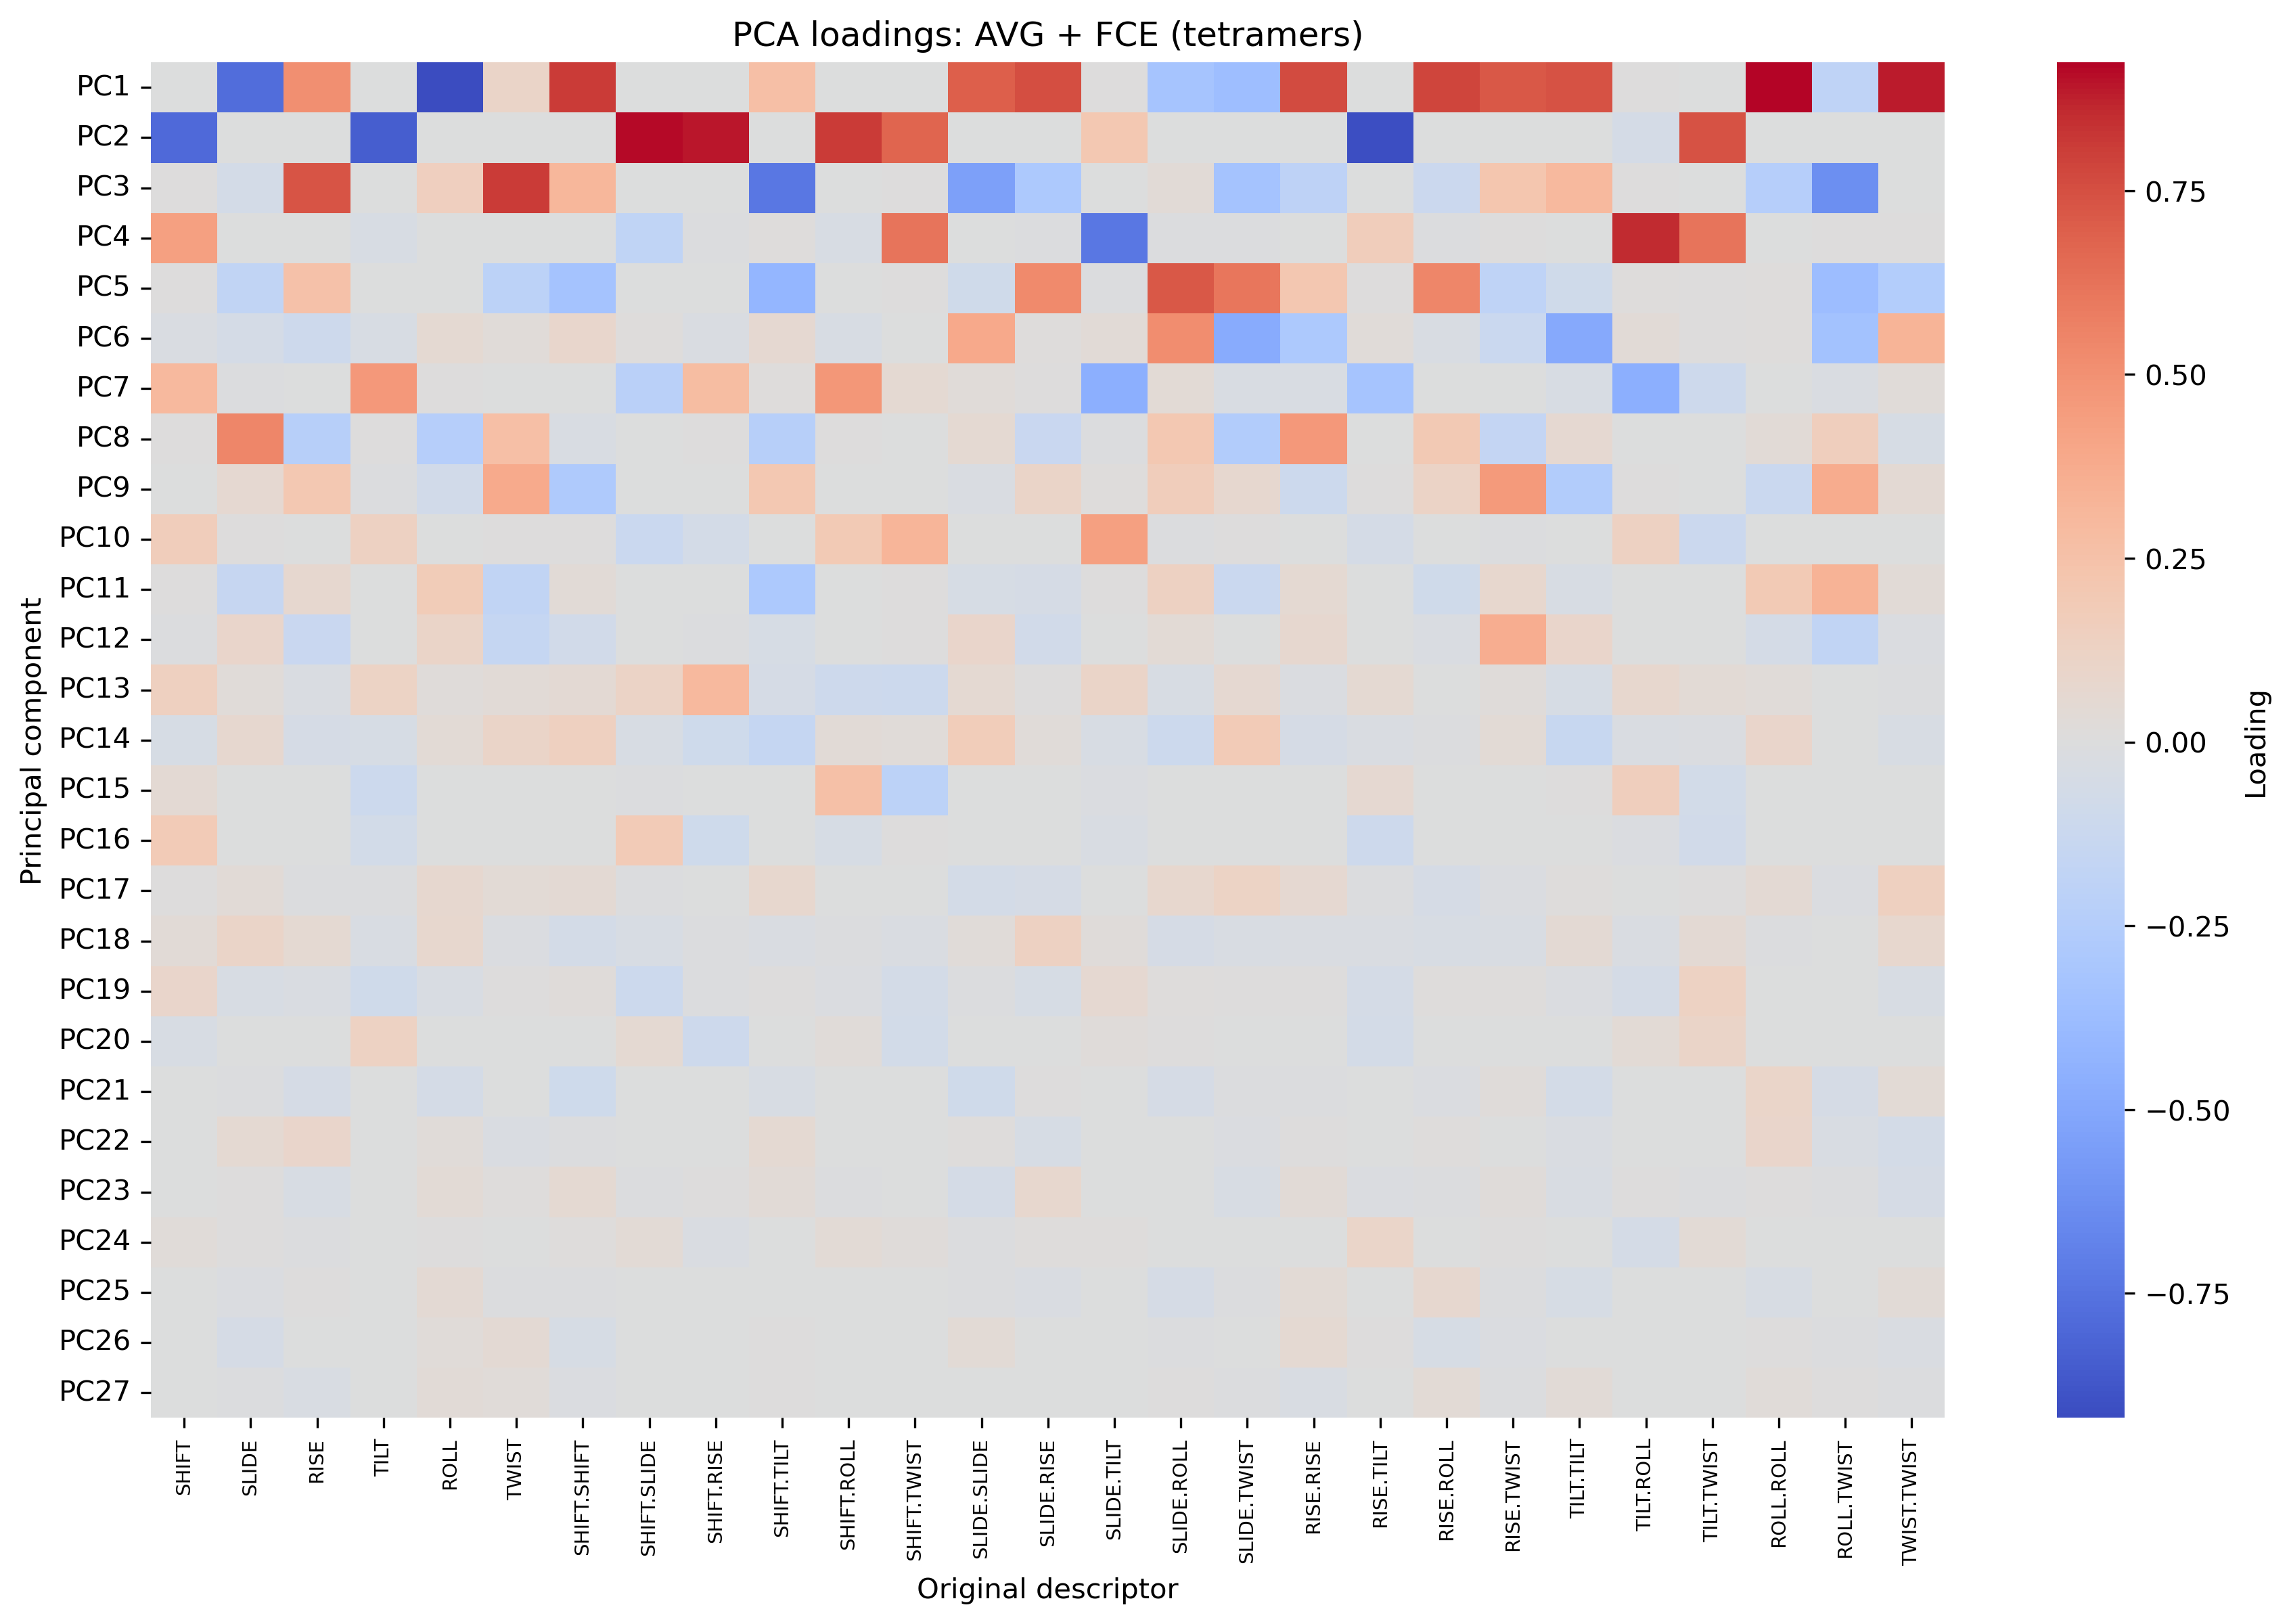 PCA loadings: AVG + FCE (tetramers)
PC1
PC2
PC3
PC4
PC5
PC6
PC7
PC8
PC9
PC10
PC11
PC12
PC13
PC14
PC15
PC16
PC17
PC18
PC19
PC20
PC21
PC22
PC23
PC24
PC25
PC26
PC27
Principal component
SHIFT
SLIDE
RISE
TILT
ROLL
TWIST
SHIFT.SHIFT
SHIFT.SLIDE
SHIFT.RISE
SHIFT.TILT
SHIFT.ROLL
SHIFT.TWIST
SLIDE.SLIDE
SLIDE.RISE
SLIDE.TILT
SLIDE.ROLL
SLIDE.TWIST
RISE.RISE
RISE.TILT
RISE.ROLL
RISE.TWIST
TILT.TILT
TILT.ROLL
TILT.TWIST
ROLL.ROLL
ROLL.TWIST
TWIST.TWIST
Original descriptor
0.75
0.50
0.25
0.00
−0.25
−0.50
−0.75
Loading